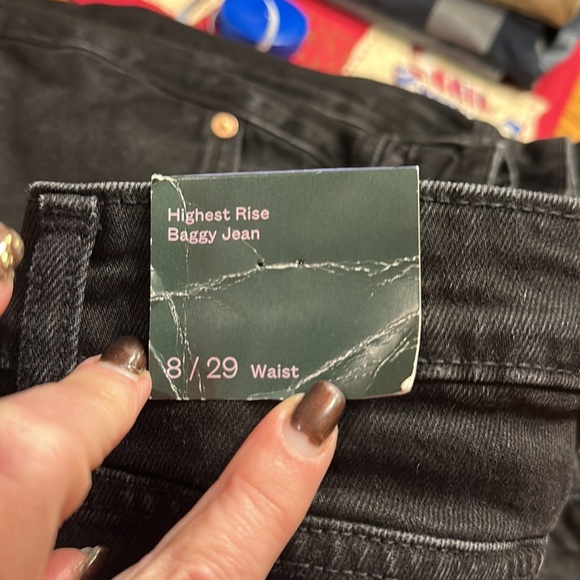 Highest Rise
Baggy Jean
8 / 29 Waist